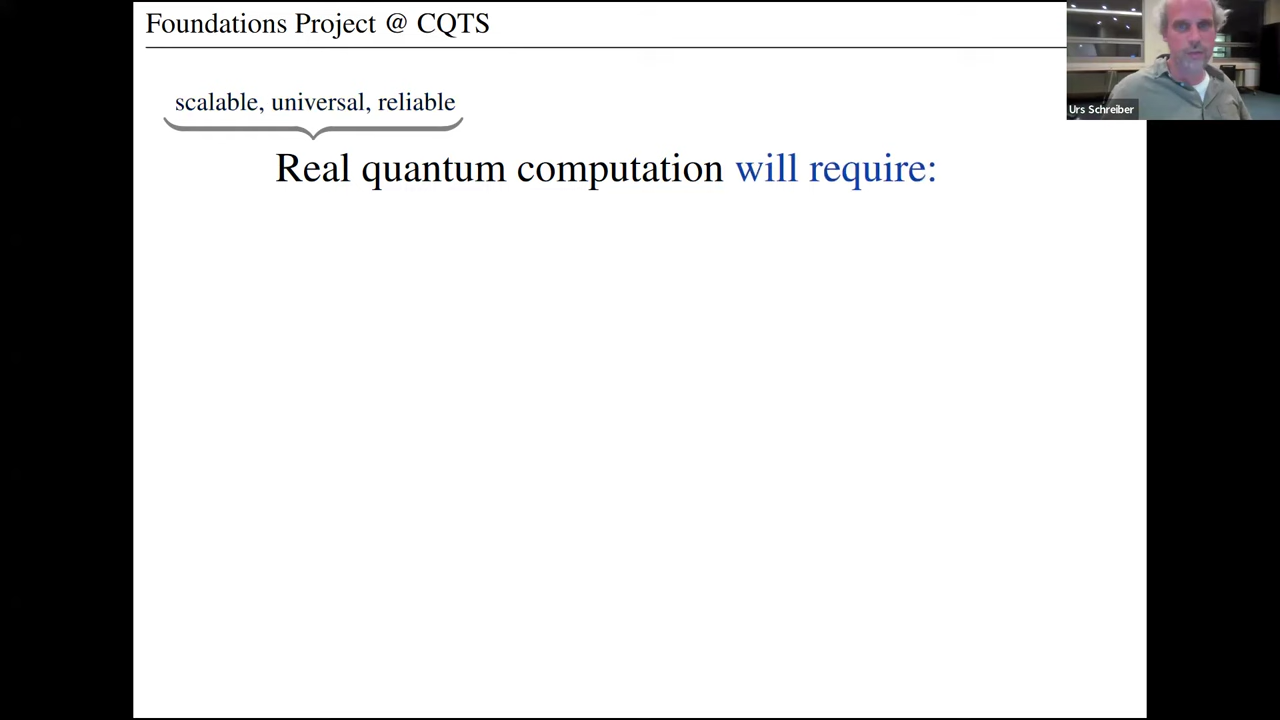 Foundations Project @ CQTS
scalable, universal, reliable
Real quantum computation will require:
Urs Schreiber